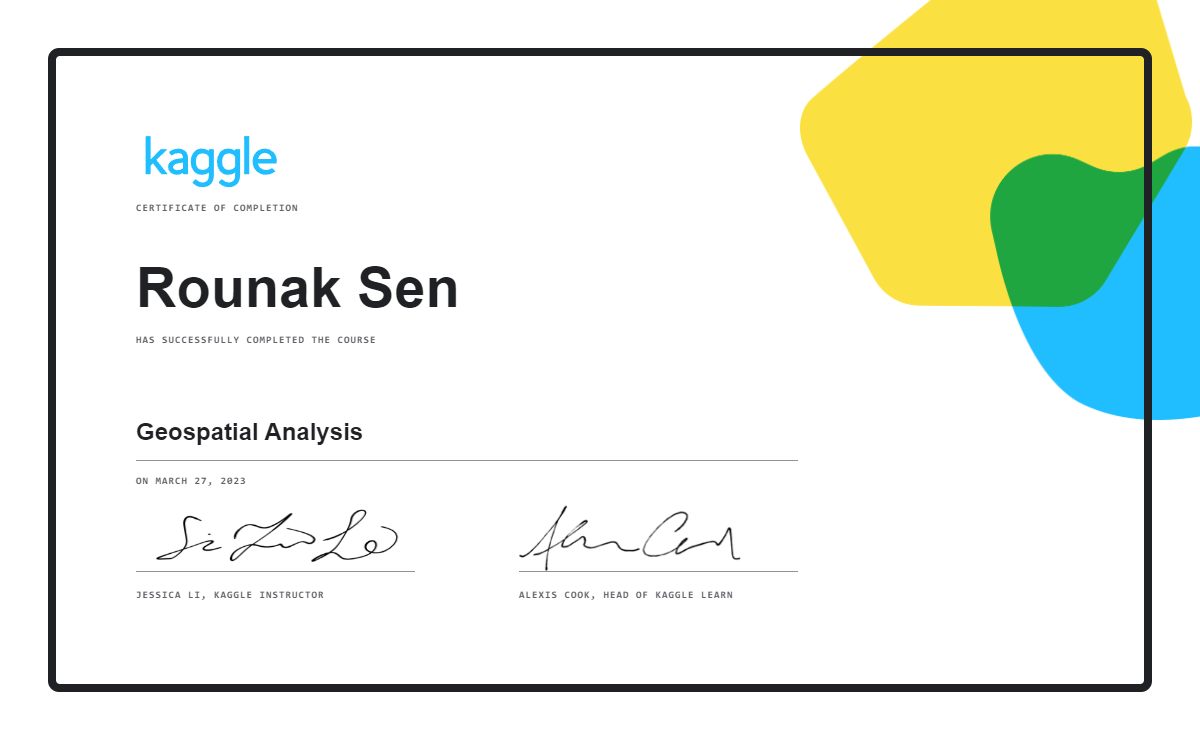 kaggle
CERTIFICATE OF COMPLETION
Rounak Sen
HAS SUCCESSFULLY COMPLETED THE COURSE
Geospatial Analysis
ON MARCH 27, 2023
JESSICA LI, KAGGLE INSTRUCTOR
ALEXIS COOK, HEAD OF KAGGLE LEARN